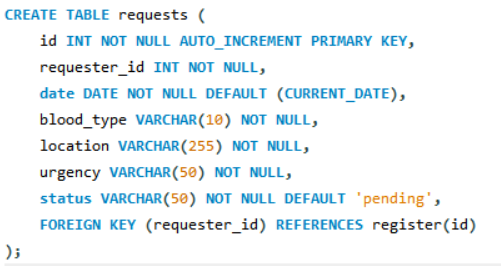 CREATE TABLE requests (
    id INT NOT NULL AUTO_INCREMENT PRIMARY KEY,
    requester_id INT NOT NULL,
    date DATE NOT NULL DEFAULT (CURRENT_DATE),
    blood_type VARCHAR(10) NOT NULL,
    location VARCHAR(255) NOT NULL,
    urgency VARCHAR(50) NOT NULL,
    status VARCHAR(50) NOT NULL DEFAULT 'pending',
    FOREIGN KEY (requester_id) REFERENCES register(id)
);